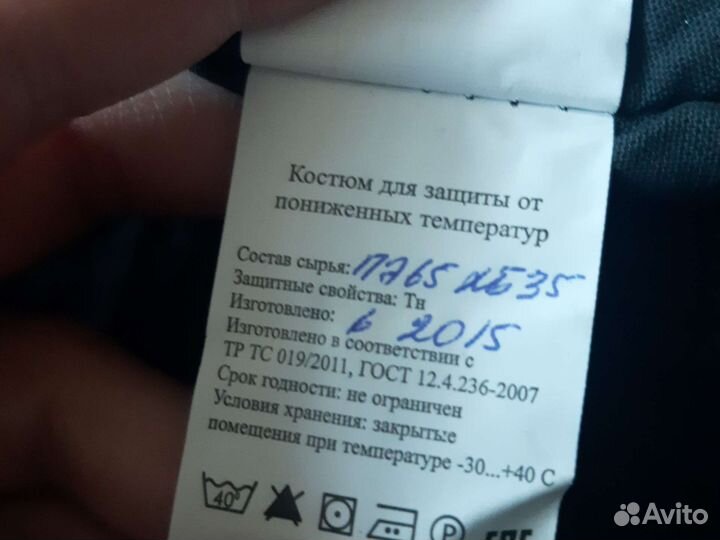 Костюм для защиты от
пониженных температур
Состав сырья: ПЭ65 ХБ35
Защитные свойства: Тн
Изготовлено: в 2015
Изготовлено в соответствии с
ТР ТС 019/2011, ГОСТ 12.4.236-2007
Срок годности: не ограничен
Условия хранения: закрытые
помещения при температуре -30...+40 С
40° P EAC
Avito